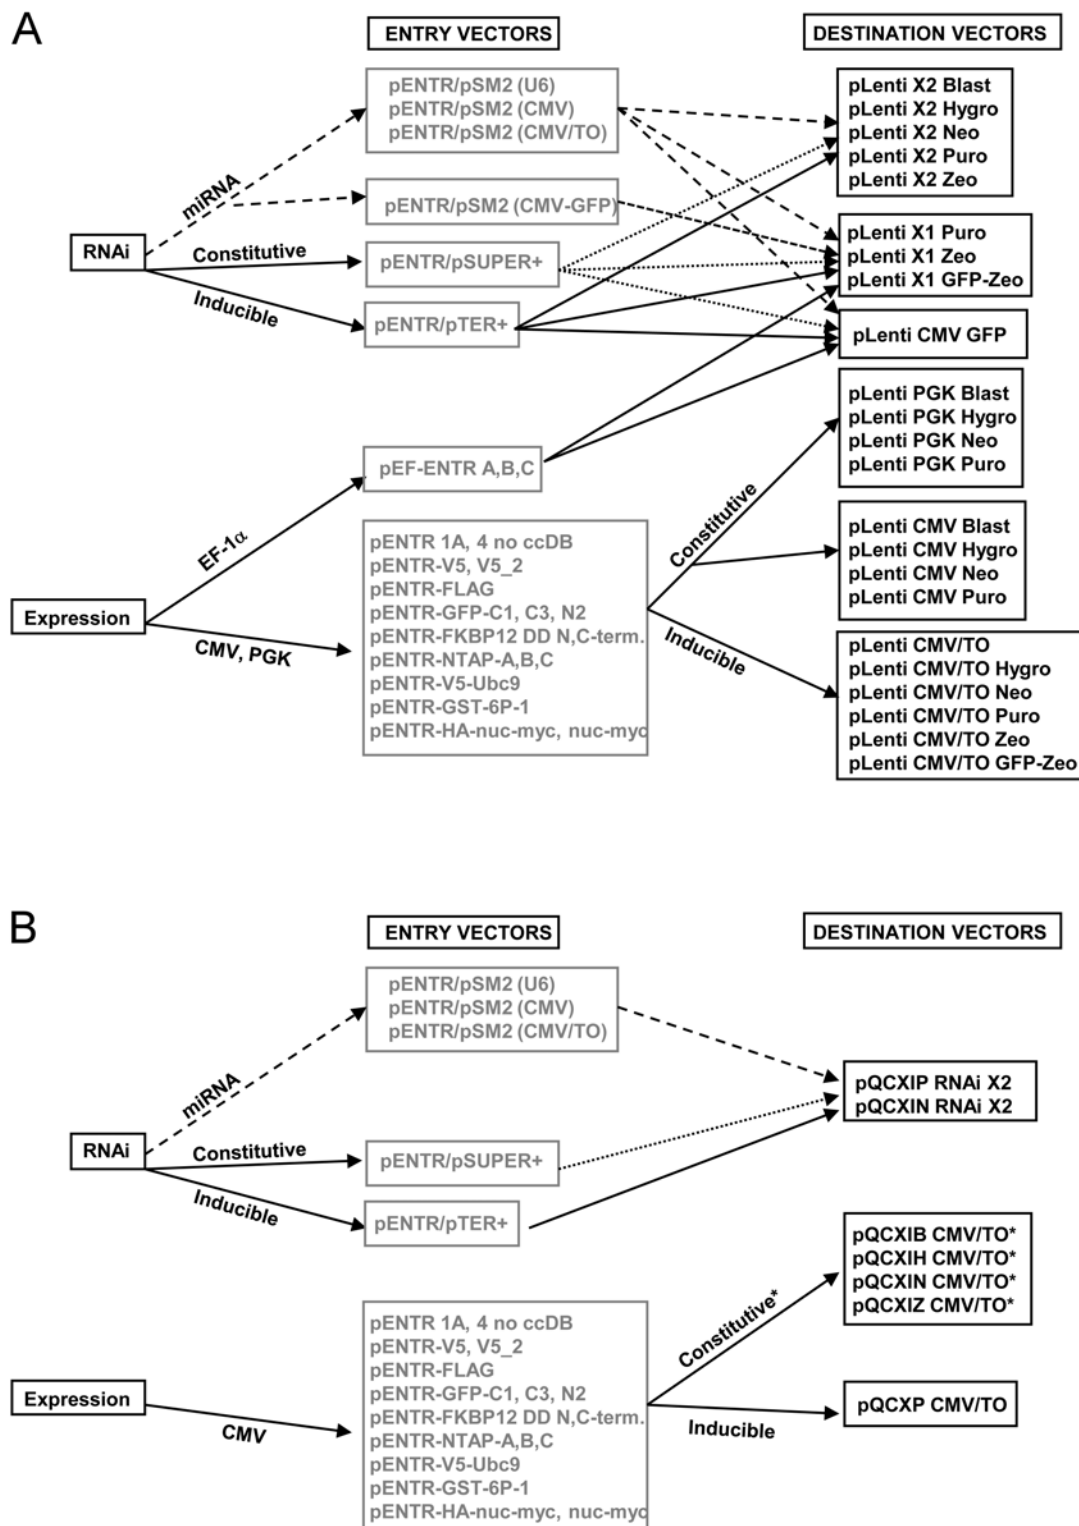 A
ENTRY VECTORS
DESTINATION VECTORS
pENTR/pSM2 (U6)
pENTR/pSM2 (CMV)
pENTR/pSM2 (CMV/TO)
pENTR/pSM2 (CMV-GFP)
pENTR/pSUPER+
pENTR/pTER+
RNAi
miRNA
Constitutive
Inducible
pLenti X2 Blast
pLenti X2 Hygro
pLenti X2 Neo
pLenti X2 Puro
pLenti X2 Zeo
pLenti X1 Puro
pLenti X1 Zeo
pLenti X1 GFP-Zeo
pLenti CMV GFP
pLenti PGK Blast
pLenti PGK Hygro
pLenti PGK Neo
pLenti PGK Puro
pLenti CMV Blast
pLenti CMV Hygro
pLenti CMV Neo
pLenti CMV Puro
pLenti CMV/TO
pLenti CMV/TO Hygro
pLenti CMV/TO Neo
pLenti CMV/TO Puro
pLenti CMV/TO Zeo
pLenti CMV/TO GFP-Zeo
Expression
EF-1α
CMV, PGK
pEF-ENTR A,B,C
pENTR 1A, 4 no ccDB
pENTR-V5, V5_2
pENTR-FLAG
pENTR-GFP-C1, C3, N2
pENTR-FKBP12 DD N,C-term.
pENTR-NTAP-A,B,C
pENTR-V5-Ubc9
pENTR-GST-6P-1
pENTR-HA-nuc-myc, nuc-myc
Constitutive
Inducible
B
ENTRY VECTORS
DESTINATION VECTORS
pENTR/pSM2 (U6)
pENTR/pSM2 (CMV)
pENTR/pSM2 (CMV/TO)
pENTR/pSUPER+
pENTR/pTER+
RNAi
miRNA
Constitutive
Inducible
pQCXIP RNAi X2
pQCXIN RNAi X2
pQCXIB CMV/TO*
pQCXIH CMV/TO*
pQCXIN CMV/TO*
pQCXIZ CMV/TO*
pQCXP CMV/TO
Expression
CMV
pENTR 1A, 4 no ccDB
pENTR-V5, V5_2
pENTR-FLAG
pENTR-GFP-C1, C3, N2
pENTR-FKBP12 DD N,C-term.
pENTR-NTAP-A,B,C
pENTR-V5-Ubc9
pENTR-GST-6P-1
pENTR-HA-nuc-myc, nuc-myc
Constitutive*
Inducible